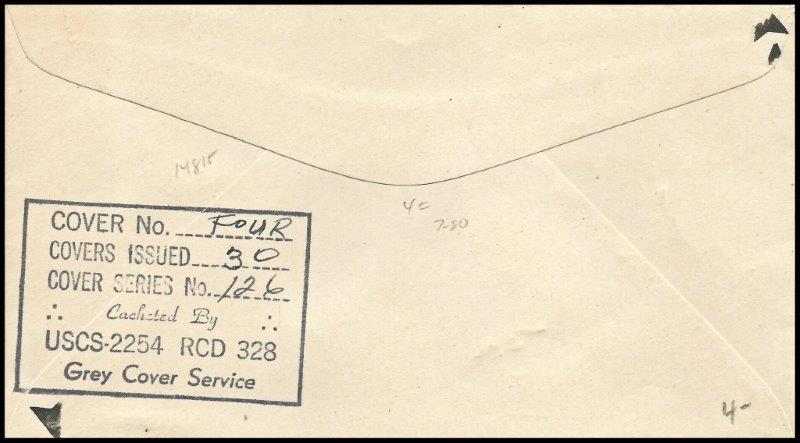 14815
4=
7-80
COVER No. FOUR
COVERS ISSUED 30
COVER SERIES No. 126
Cacheted By
USCS-2254 RCD 328
Grey Cover Service
4-